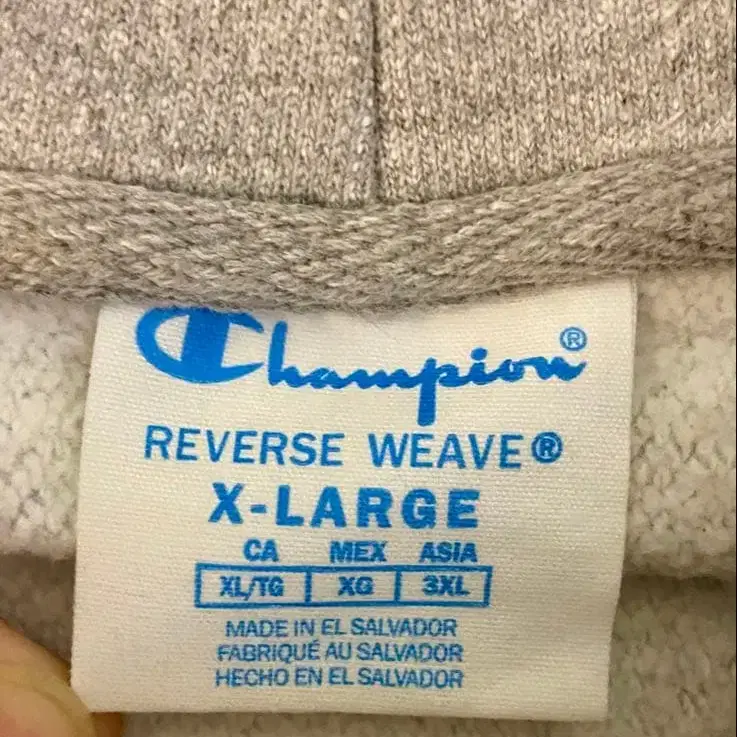 Champion®
REVERSE WEAVE®
X-LARGE
CA MEX ASIA
XL/TG XG 3XL
MADE IN EL SALVADOR
FABRIQUÉ AU SALVADOR
HECHO EN EL SALVADOR